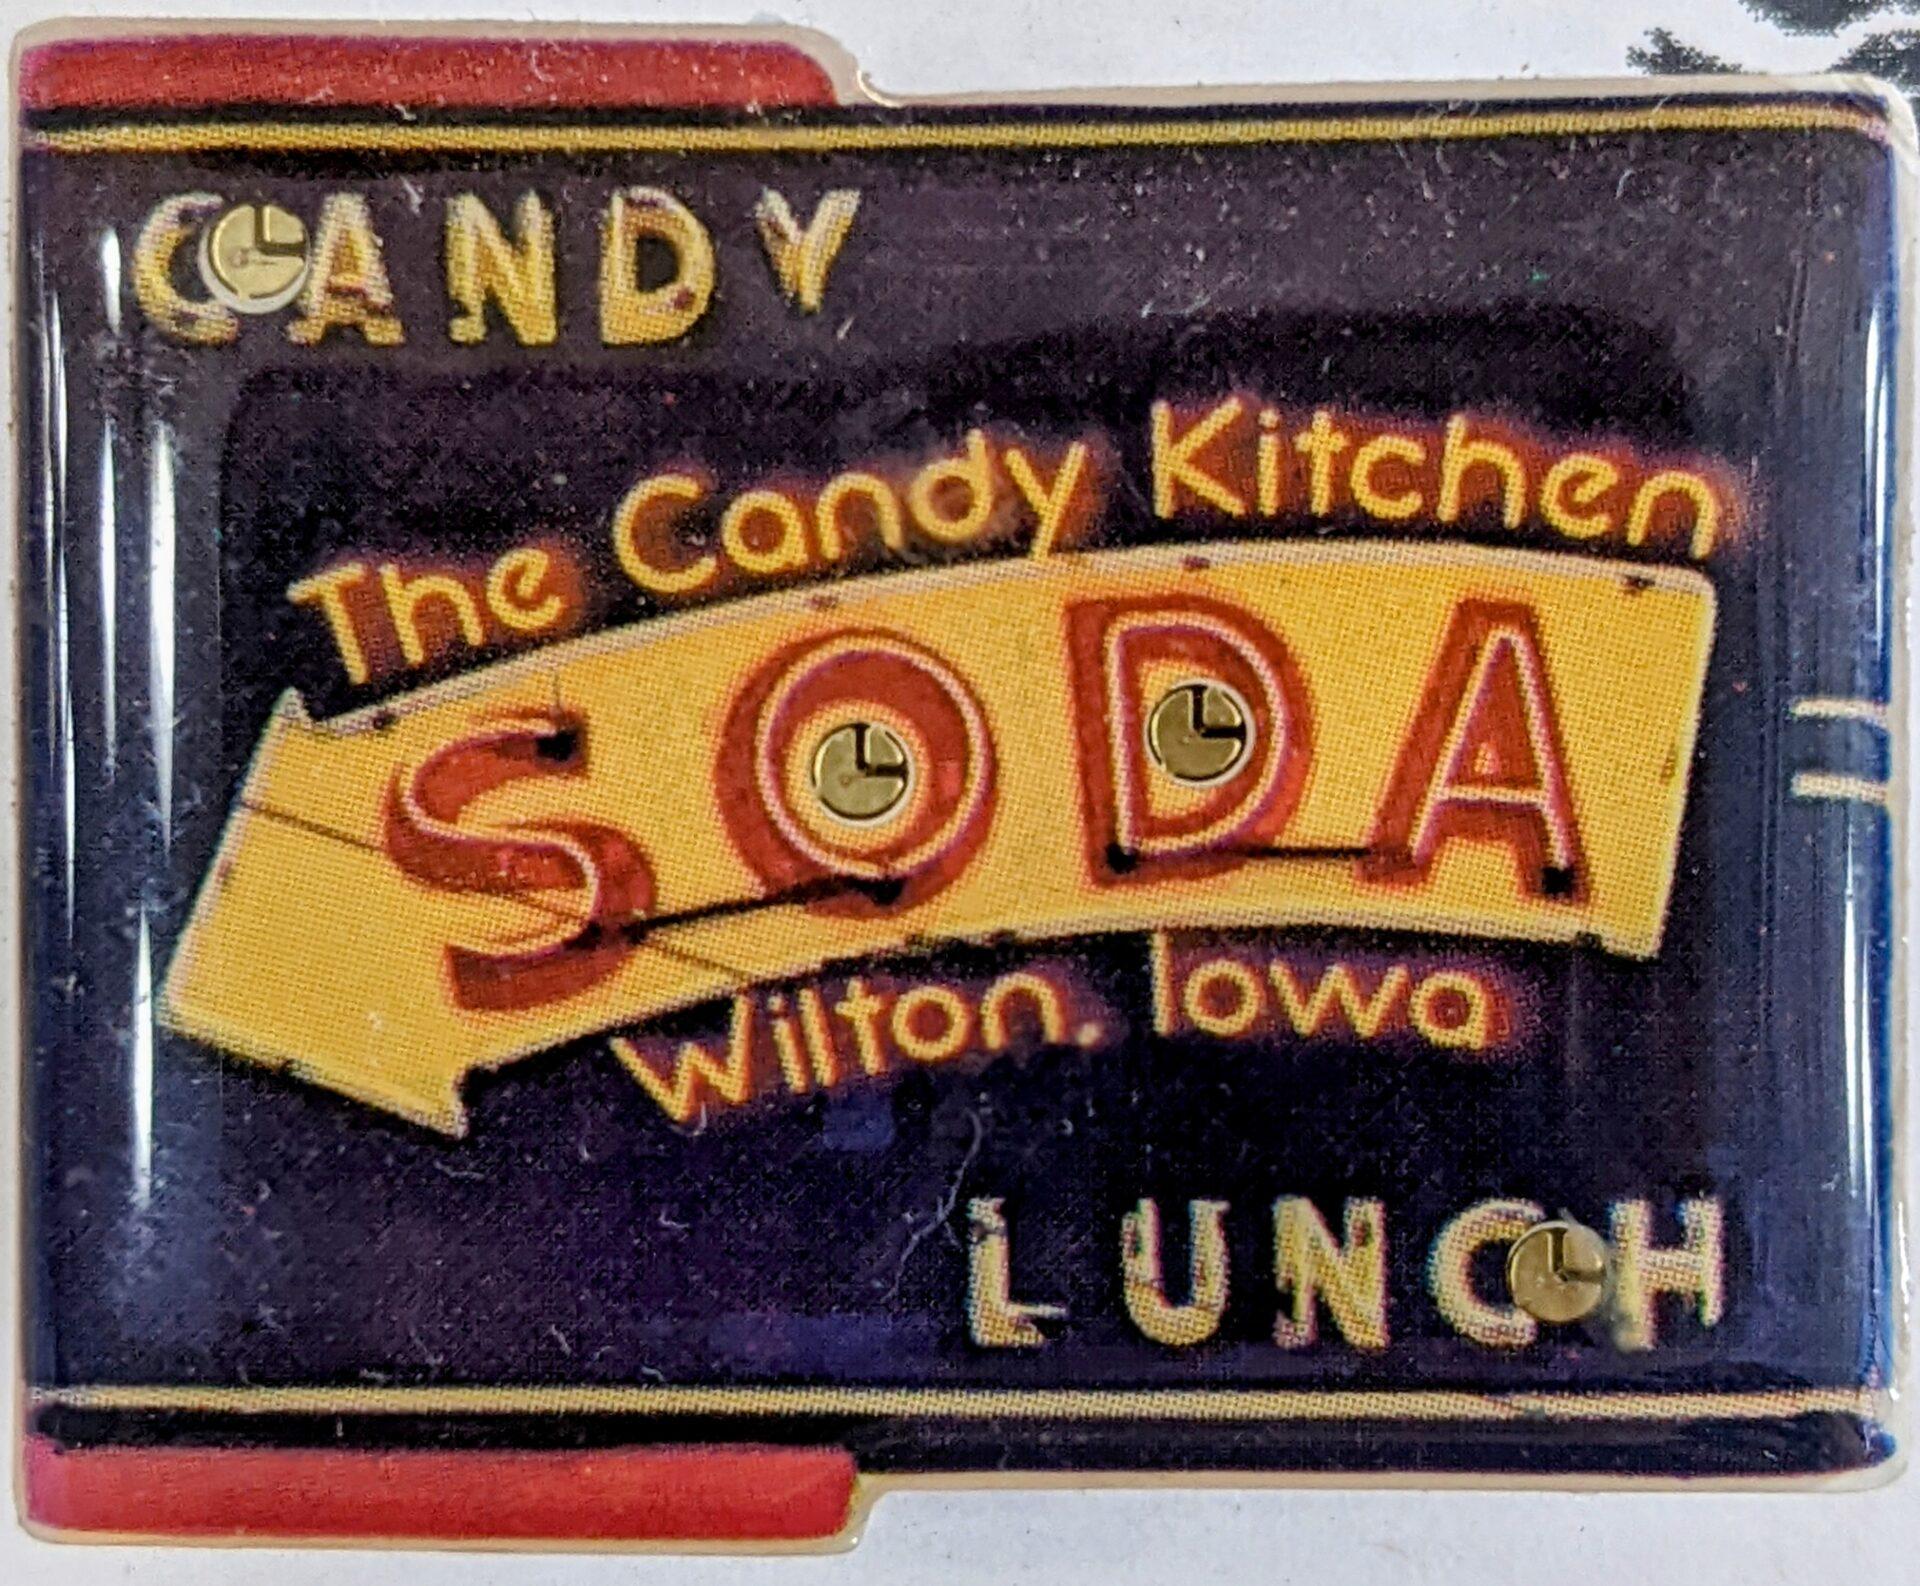 CANDY
The Candy Kitchen
SODA
Wilton, Iowa
LUNCH